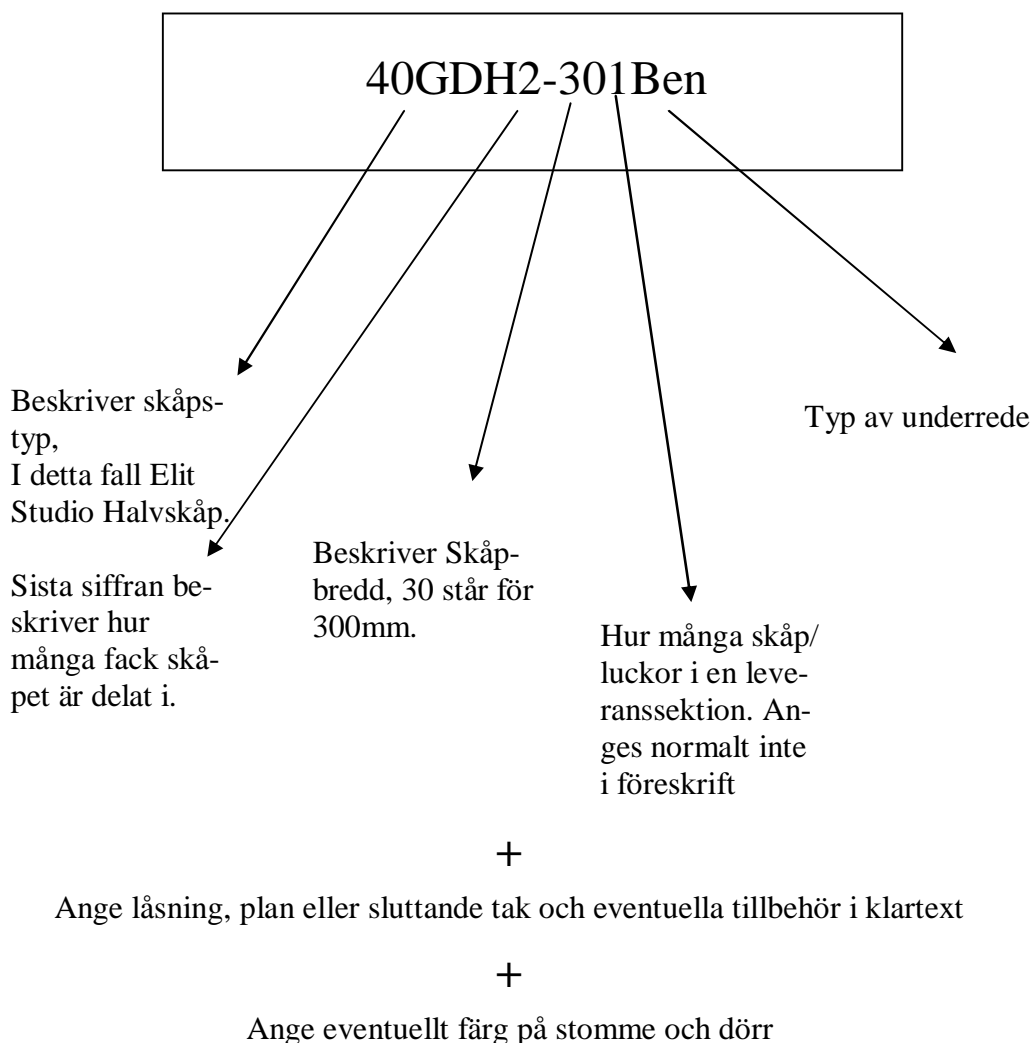 40GDH2-301Ben
Beskriver skåps-
typ,
I detta fall Elit
Studio Halvskåp.
Sista siffran be-
skriver hur
många fack skå-
pet är delat i.
Beskriver Skåp-
bredd, 30 står för
300mm.
Hur många skåp/
luckor i en leve-
ranssektion. An-
ges normalt inte
i föreskrift
Typ av underrede
+
Ange låsning, plan eller sluttande tak och eventuella tillbehör i klartext
+
Ange eventuellt färg på stomme och dörr